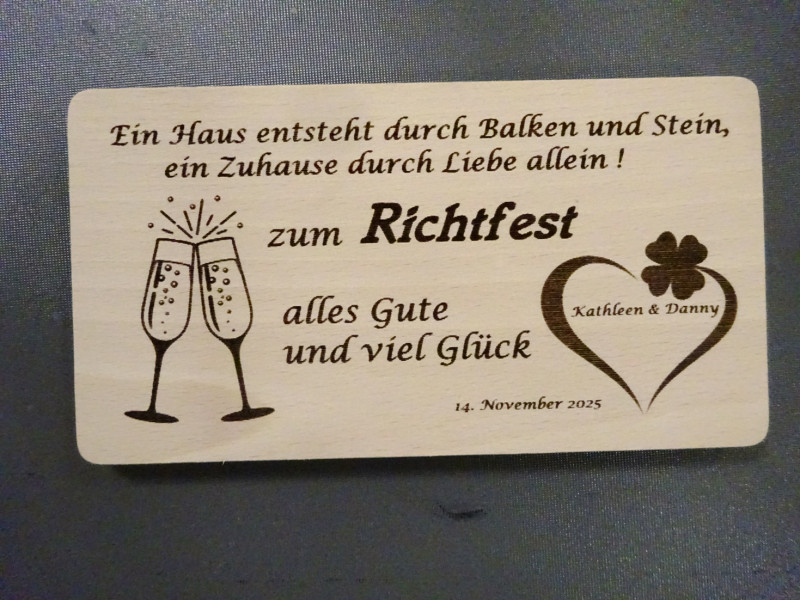 Ein Haus entsteht durch Balken und Stein,
ein Zuhause durch Liebe allein !
zum Richtfest
alles Gute
und viel Glück
Kathleen & Danny
14. November 2025